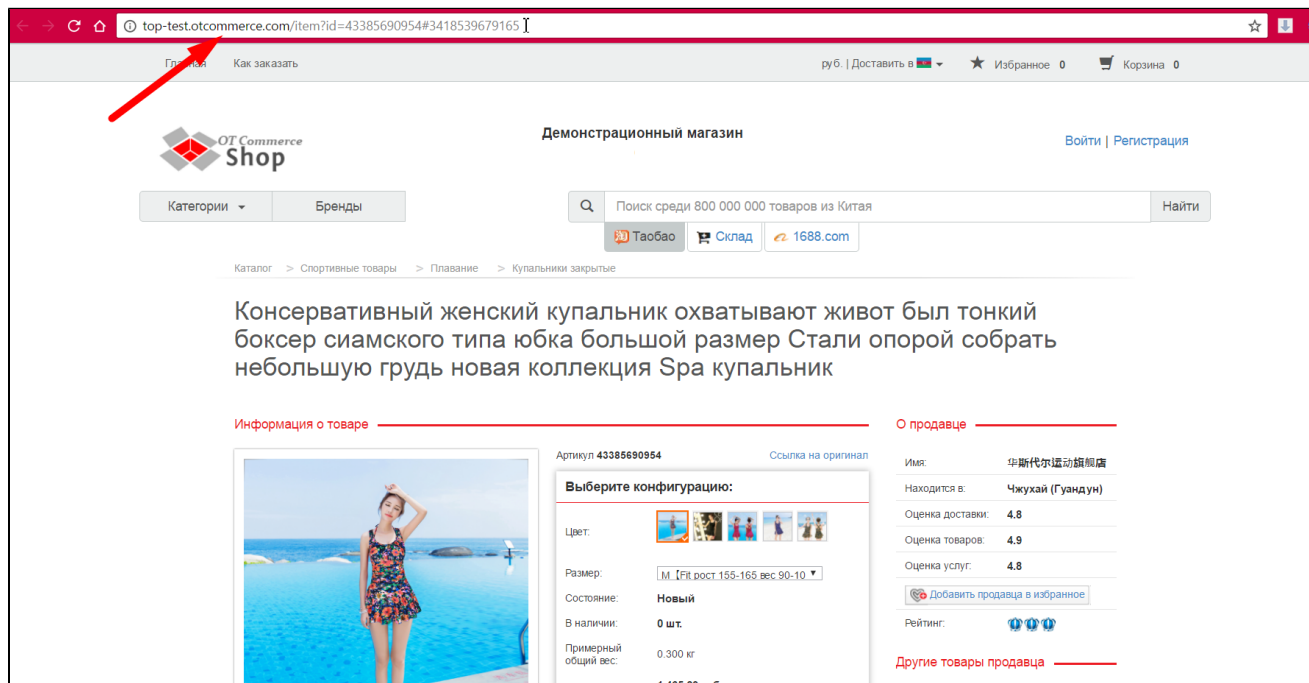 top-test.otcommerce.com/item?id=43385690954#3418539679165
Главная Как заказать руб. | Доставить в Избранное 0 Корзина 0
OT Commerce
Shop
Демонстрационный магазин
Войти | Регистрация
Категории Бренды
Поиск среди 800 000 000 товаров из Китая Найти
Таобао Склад 1688.com
Каталог > Спортивные товары > Плавание > Купальники закрытые
Консервативный женский купальник охватывают живот был тонкий
боксер сиамского типа юбка большой размер Стали опорой собрать
небольшую грудь новая коллекция Spa купальник
Информация о товаре
Артикул 43385690954 Ссылка на оригинал
Выберите конфигурацию:
Цвет:
Размер: M【Fit рост 155-165 вес 90-10
Состояние: Новый
В наличии: 0 шт.
Примерный
общий вес: 0.300 кг
О продавце
Имя: 华斯代尔运动旗舰店
Находится в: Чжухай (Гуандун)
Оценка доставки: 4.8
Оценка товаров: 4.9
Оценка услуг: 4.8
Добавить продавца в избранное
Рейтинг:
Другие товары продавца